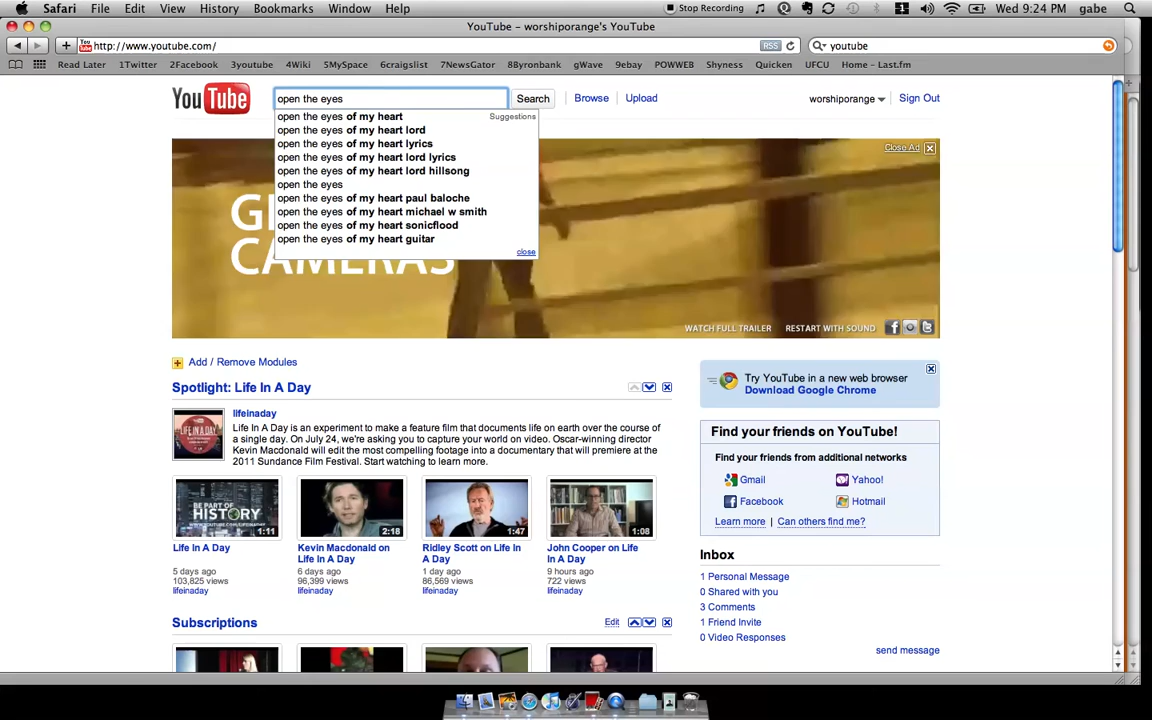 Safari File Edit View History Bookmarks Window Help Stop Recording 1 Wed 9:24 PM gabe
YouTube - worshiporange's YouTube
http://www.youtube.com/ RSS youtube
Read Later 1Twitter 2Facebook 3youtube 4Wiki 5MySpace 6craigslist 7NewsGator 8Byronbank gWave 9ebay POWWEB Shyness Quicken UFCU Home - Last.fm
YouTube open the eyes Search Browse Upload worshiporange Sign Out
open the eyes of my heart Suggestions
open the eyes of my heart lord
open the eyes of my heart lyrics
open the eyes of my heart lord lyrics
open the eyes of my heart lord hillsong
open the eyes
open the eyes of my heart paul baloche
open the eyes of my heart michael w smith
open the eyes of my heart sonicflood
open the eyes of my heart guitar
close
Close Ad
CAMERAS
WATCH FULL TRAILER RESTART WITH SOUND
Add / Remove Modules
Spotlight: Life In A Day
lifeinaday
Life In A Day is an experiment to make a feature film that documents life on earth over the course of
a single day. On July 24, we're asking you to capture your world on video. Oscar-winning director
Kevin Macdonald will edit the most compelling footage into a documentary that will premiere at the
2011 Sundance Film Festival. Start watching to learn more.
LIFE IN A DAY
BE PART OF
HISTORY
1:11 2:18 1:47 1:08
Life In A Day
5 days ago
103,825 views
lifeinaday
Kevin Macdonald on
Life In A Day
6 days ago
96,399 views
lifeinaday
Ridley Scott on Life In
A Day
1 day ago
86,569 views
lifeinaday
John Cooper on Life
In A Day
9 hours ago
722 views
lifeinaday
Subscriptions Edit
Try YouTube in a new web browser
Download Google Chrome
Find your friends on YouTube!
Find your friends from additional networks
Gmail Yahoo!
Facebook Hotmail
Learn more | Can others find me?
Inbox
1 Personal Message
0 Shared with you
3 Comments
1 Friend Invite
0 Video Responses
send message